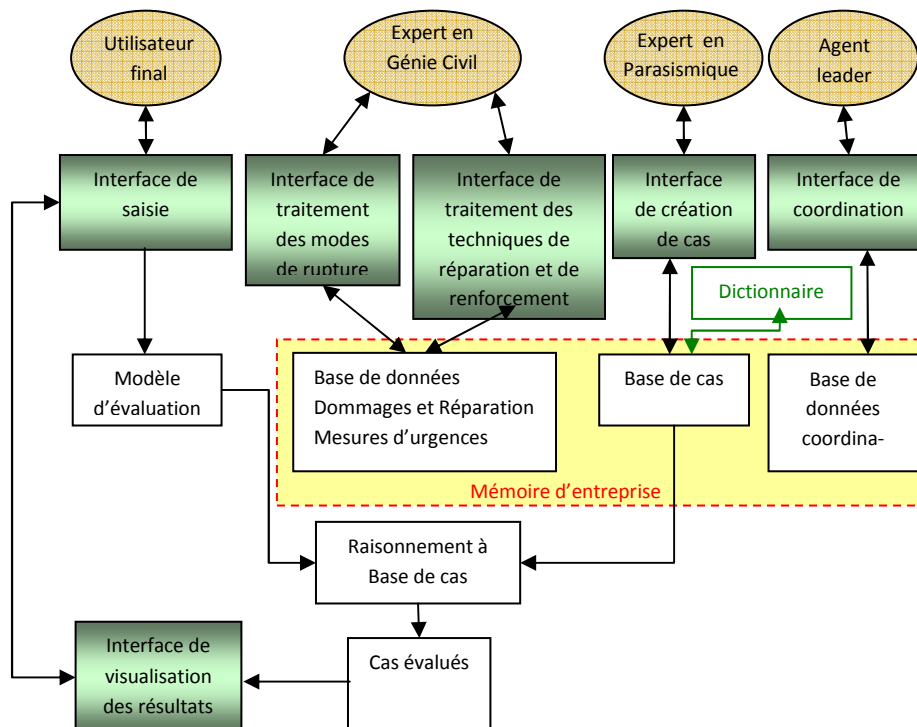 Utilisateur
final
Expert en
Génie Civil
Expert en
Parasismique
Agent
leader
Interface de
saisie
Interface de
traitement
des modes
de rupture
Interface de
traitement des
techniques de
réparation et de
renforcement
Interface
de création
de cas
Interface de
coordination
Dictionnaire
Modèle
d’évaluation
Base de données
Dommages et Réparation
Mesures d’urgences
Base de cas
Base de
données
coordina-
Mémoire d’entreprise
Raisonnement à
Base de cas
Interface de
visualisation
des résultats
Cas évalués